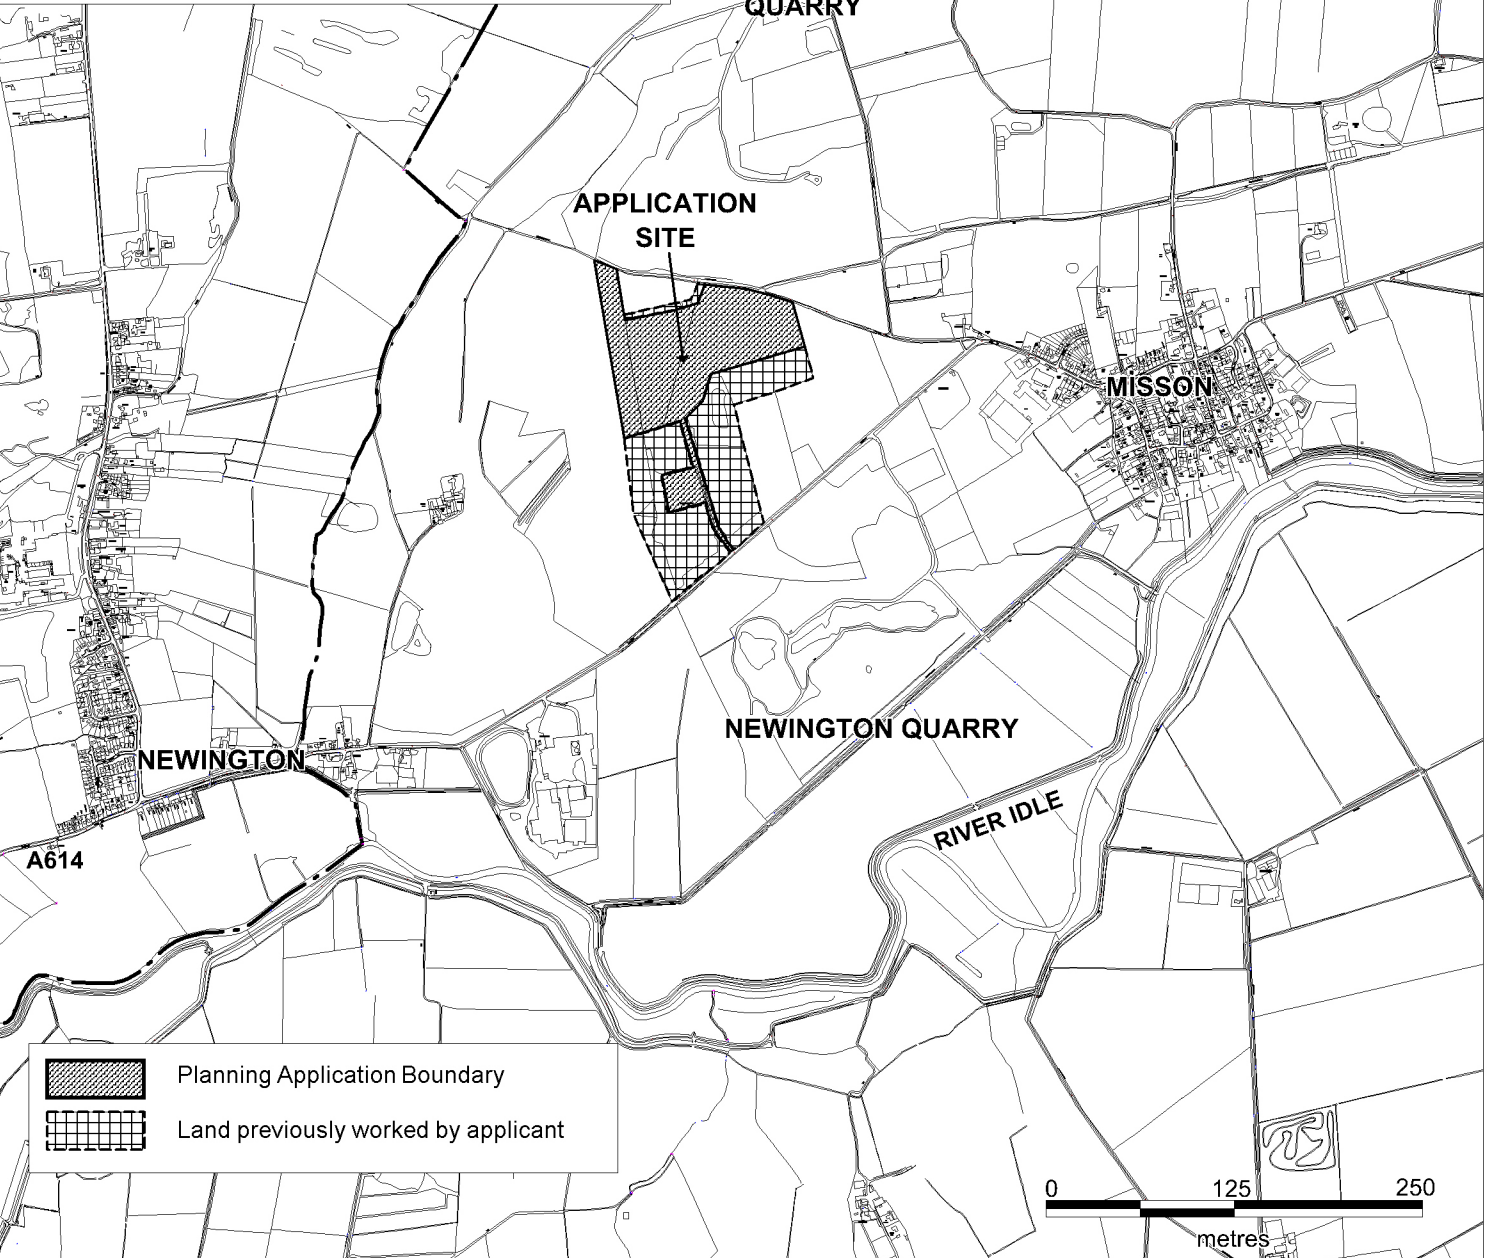 QUARRY
APPLICATION
SITE
MISSON
NEWINGTON QUARRY
NEWINGTON
RIVER IDLE
A614
Planning Application Boundary
Land previously worked by applicant
0 125 250
metres